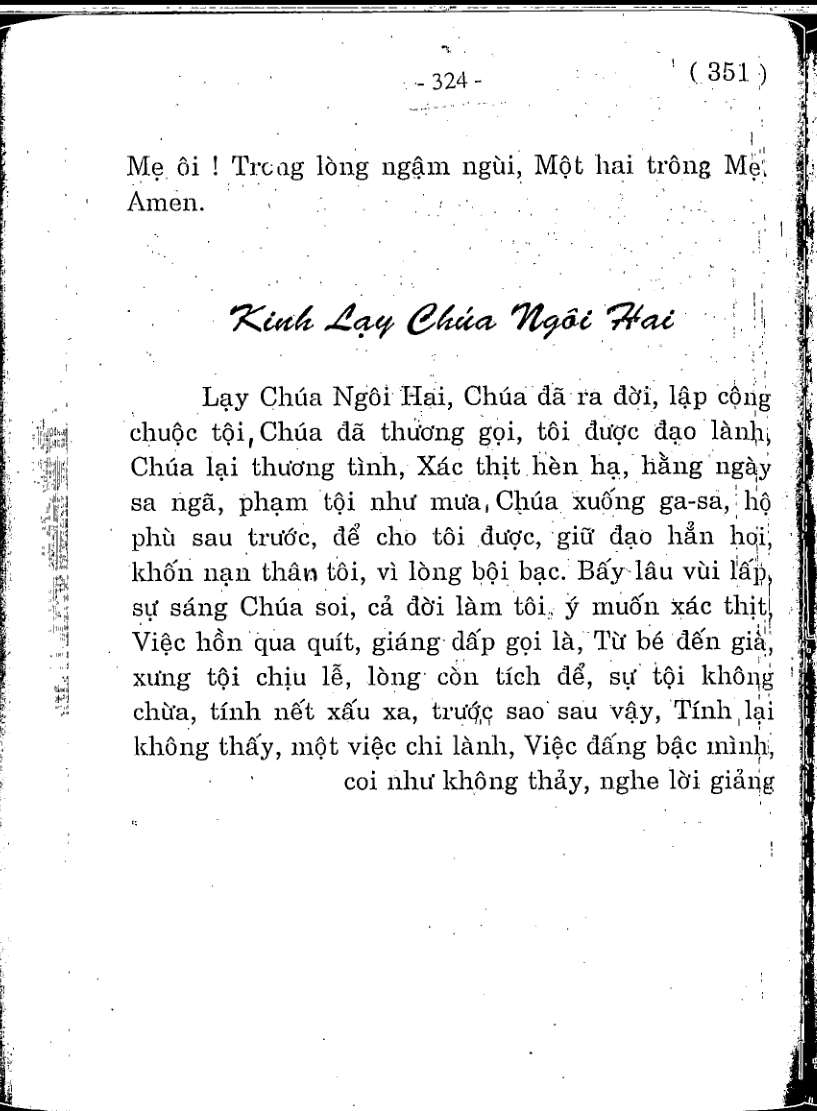 - 324 -
( 351 )
Mẹ ôi ! Trong lòng ngậm ngùi, Một hai trông Mẹ.
Amen.
Kinh Lạy Chúa Ngôi Hai
Lạy Chúa Ngôi Hai, Chúa đã ra đời, lập công
chuộc tội, Chúa đã thương gọi, tôi được đạo lành,
Chúa lại thương tình, Xác thịt hèn hạ, hằng ngày
sa ngã, phạm tội như mưa, Chúa xuống ga-sa, hộ
phù sau trước, để cho tôi được, giữ đạo hẳn họi,
khốn nạn thân tôi, vì lòng bội bạc. Bấy lâu vùi lấp,
sự sáng Chúa soi, cả đời làm tôi, ý muốn xác thịt,
Việc hồn qua quít, giáng dấp gọi là, Từ bé đến già,
xưng tội chịu lễ, lòng còn tích để, sự tội không
chừa, tính nết xấu xa, trước sao sau vậy, Tính lại
không thấy, một việc chi lành, Việc đấng bậc mình,
coi như không thảy, nghe lời giảng